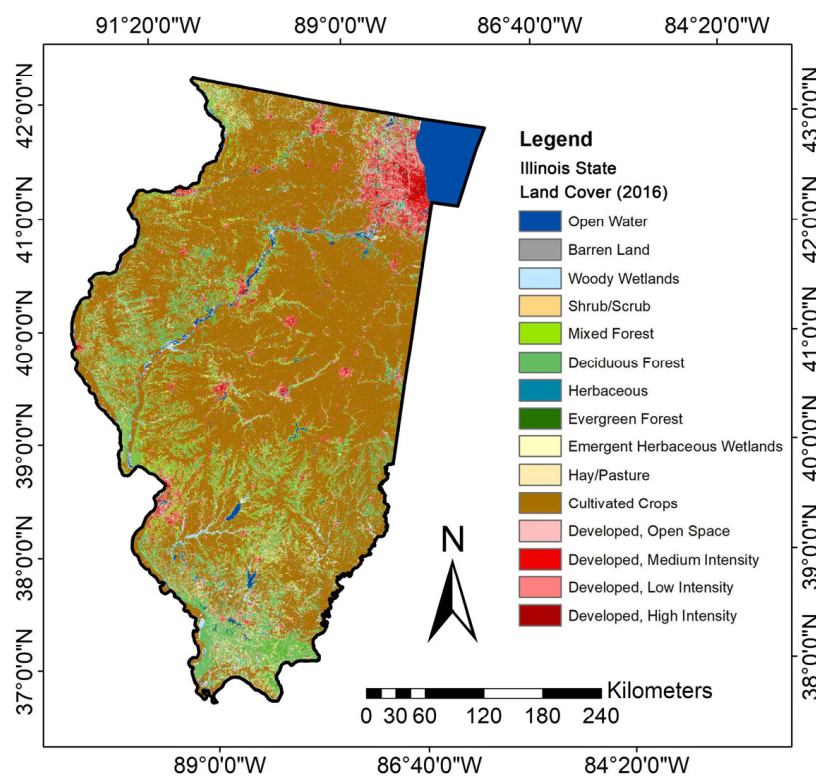 91°20'0"W 89°0'0"W 86°40'0"W 84°20'0"W
42°0'0"N
41°0'0"N
40°0'0"N
39°0'0"N
38°0'0"N
37°0'0"N
43°0'0"N
42°0'0"N
41°0'0"N
40°0'0"N
39°0'0"N
38°0'0"N
Legend
Illinois State
Land Cover (2016)
Open Water
Barren Land
Woody Wetlands
Shrub/Scrub
Mixed Forest
Deciduous Forest
Herbaceous
Evergreen Forest
Emergent Herbaceous Wetlands
Hay/Pasture
Cultivated Crops
Developed, Open Space
Developed, Medium Intensity
Developed, Low Intensity
Developed, High Intensity
N
Kilometers
0 30 60 120 180 240
89°0'0"W 86°40'0"W 84°20'0"W